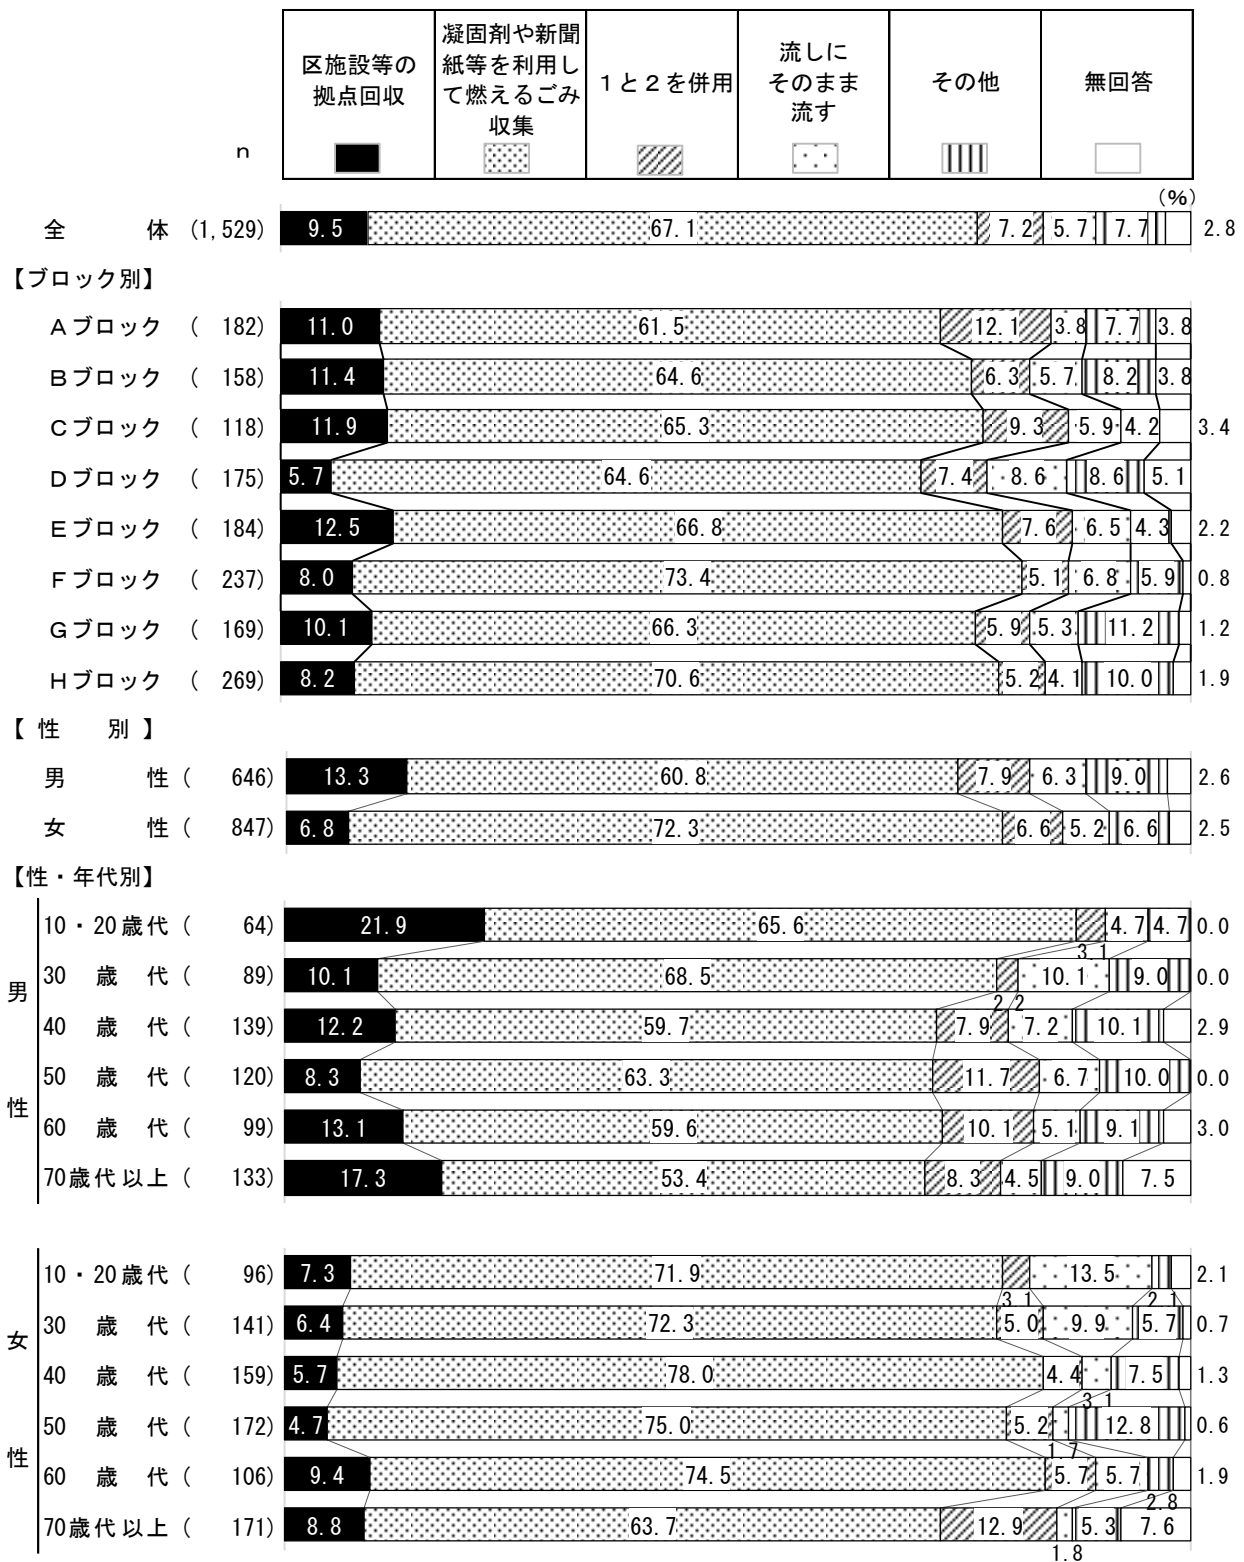 区施設等の
拠点回収
凝固剤や新聞
紙等を利用し
て燃えるごみ
収集
１と２を併用
流しに
そのまま
流す
その他
無回答
ｎ
(%)
全　　　体 (1,529) 9.5 67.1 7.2 5.7 7.7 2.8
【ブロック別】
Ａブロック ( 182) 11.0 61.5 12.1 3.8 7.7 3.8
Ｂブロック ( 158) 11.4 64.6 6.3 5.7 8.2 3.8
Ｃブロック ( 118) 11.9 65.3 9.3 5.9 4.2 3.4
Ｄブロック ( 175) 5.7 64.6 7.4 8.6 8.6 5.1
Ｅブロック ( 184) 12.5 66.8 7.6 6.5 4.3 2.2
Ｆブロック ( 237) 8.0 73.4 5.1 6.8 5.9 0.8
Ｇブロック ( 169) 10.1 66.3 5.9 5.3 11.2 1.2
Ｈブロック ( 269) 8.2 70.6 5.2 4.1 10.0 1.9
【 性　　別 】
男　　　性 ( 646) 13.3 60.8 7.9 6.3 9.0 2.6
女　　　性 ( 847) 6.8 72.3 6.6 5.2 6.6 2.5
【性・年代別】
男性
10・20歳代 ( 64) 21.9 65.6 3.1 4.7 4.7 0.0
30　歳　代 ( 89) 10.1 68.5 2.2 10.1 9.0 0.0
40　歳　代 ( 139) 12.2 59.7 7.9 7.2 10.1 2.9
50　歳　代 ( 120) 8.3 63.3 11.7 6.7 10.0 0.0
60　歳　代 ( 99) 13.1 59.6 10.1 5.1 9.1 3.0
70歳代以上 ( 133) 17.3 53.4 8.3 4.5 9.0 7.5
女性
10・20歳代 ( 96) 7.3 71.9 3.1 13.5 2.1 2.1
30　歳　代 ( 141) 6.4 72.3 5.0 9.9 5.7 0.7
40　歳　代 ( 159) 5.7 78.0 4.4 3.1 7.5 1.3
50　歳　代 ( 172) 4.7 75.0 5.2 1.7 12.8 0.6
60　歳　代 ( 106) 9.4 74.5 5.7 5.7 2.8 1.9
70歳代以上 ( 171) 8.8 63.7 12.9 1.8 5.3 7.6